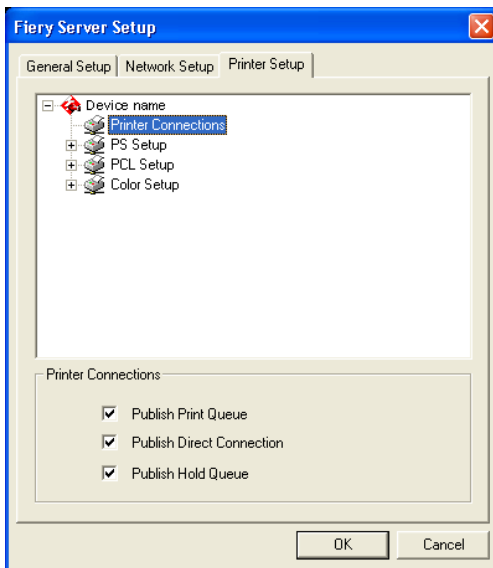 Fiery Server Setup
General Setup Network Setup Printer Setup
Device name
Printer Connections
PS Setup
PCL Setup
Color Setup
Printer Connections
Publish Print Queue
Publish Direct Connection
Publish Hold Queue
OK Cancel